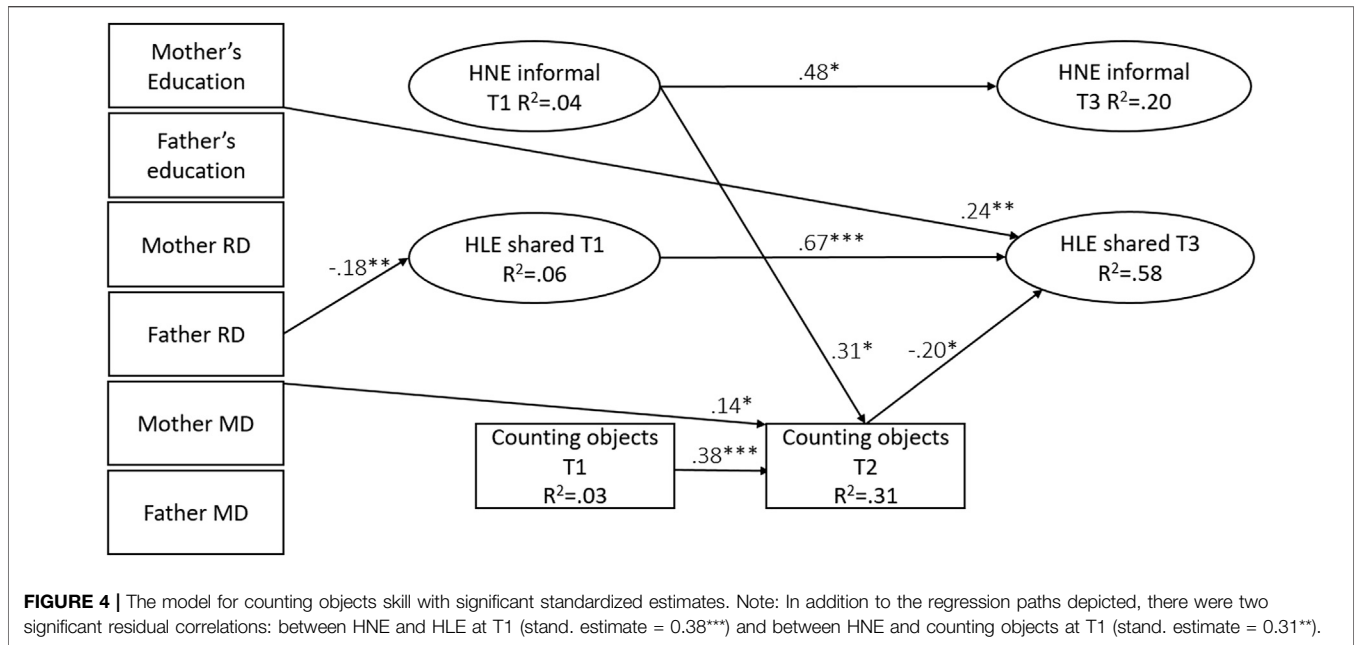 Mother's
Education
Father's
education
Mother RD
Father RD
Mother MD
Father MD
HNE informal
T1 R²=.04
.48*
HNE informal
T3 R²=.20
.24**
-.18**
HLE shared T1
R²=.06
.67***
HLE shared T3
R²=.58
.31*
-.20*
.14*
Counting objects
T1
R²=.03
.38***
Counting objects
T2
R²=.31
FIGURE 4 | The model for counting objects skill with significant standardized estimates. Note: In addition to the regression paths depicted, there were two
significant residual correlations: between HNE and HLE at T1 (stand. estimate = 0.38***) and between HNE and counting objects at T1 (stand. estimate = 0.31**).